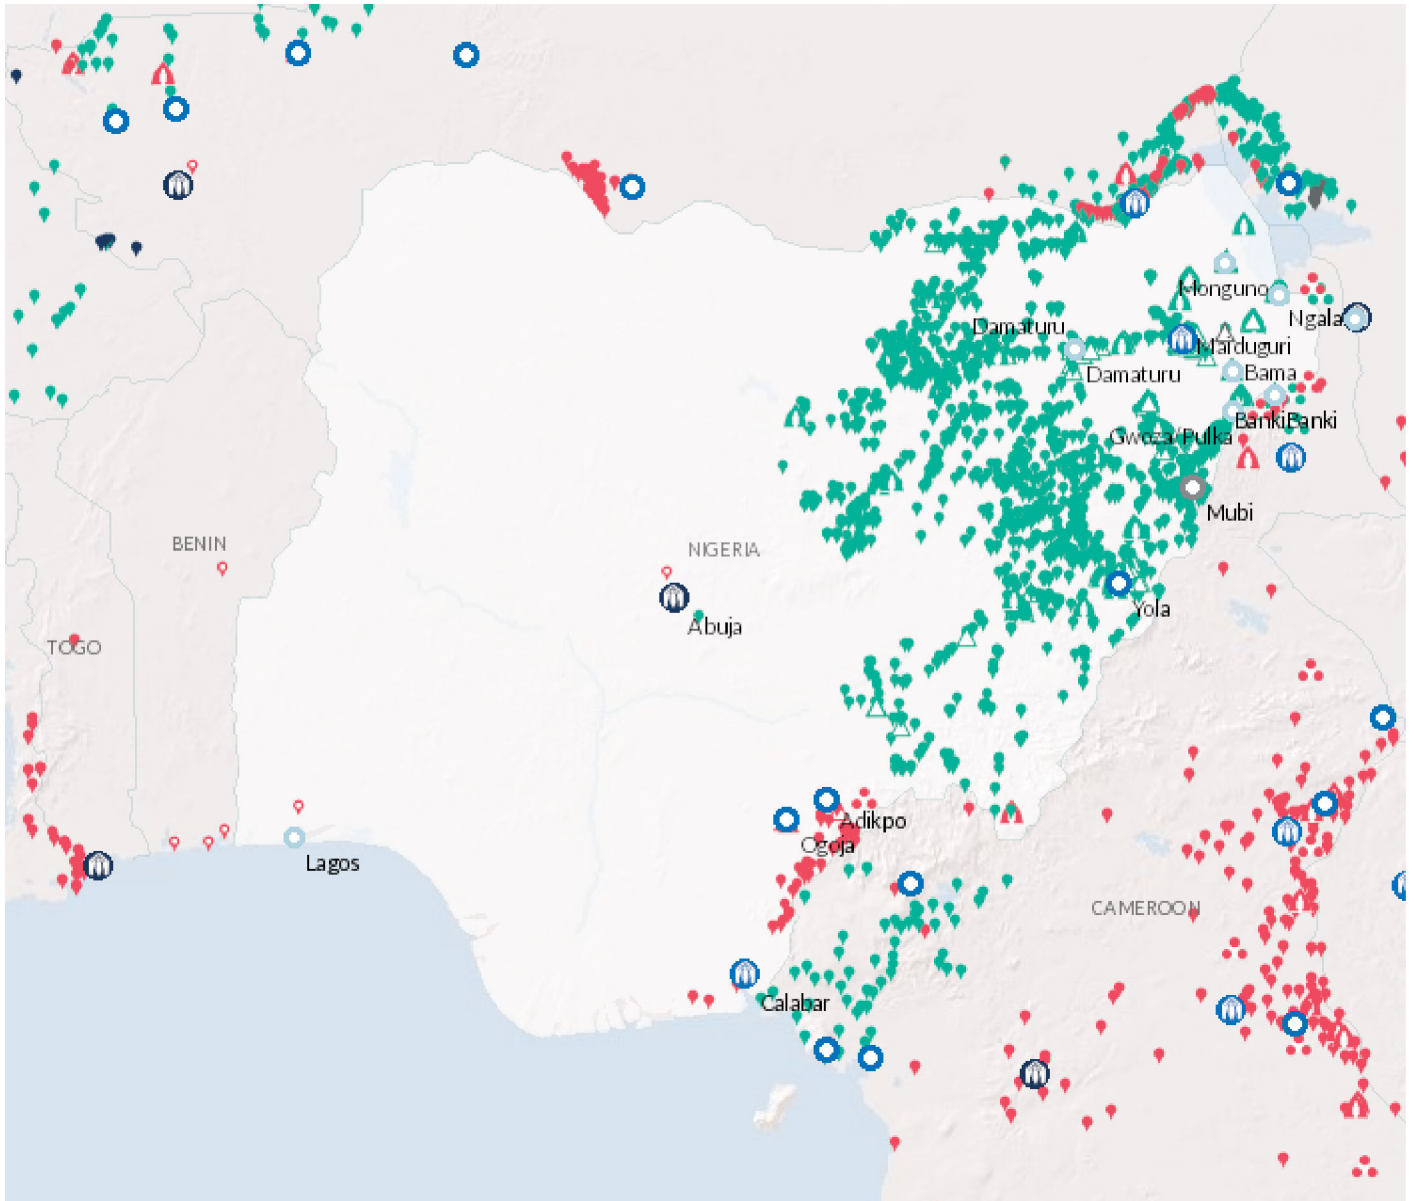 Monguno
Ngala
Damaturu
Maiduguri
Damaturu
Bama
Banki
Banki
Gwoza/Pulka
Mubi
BENIN
NIGERIA
Yola
Abuja
TOGO
Adikpo
Ogoja
Lagos
CAMEROON
Calabar